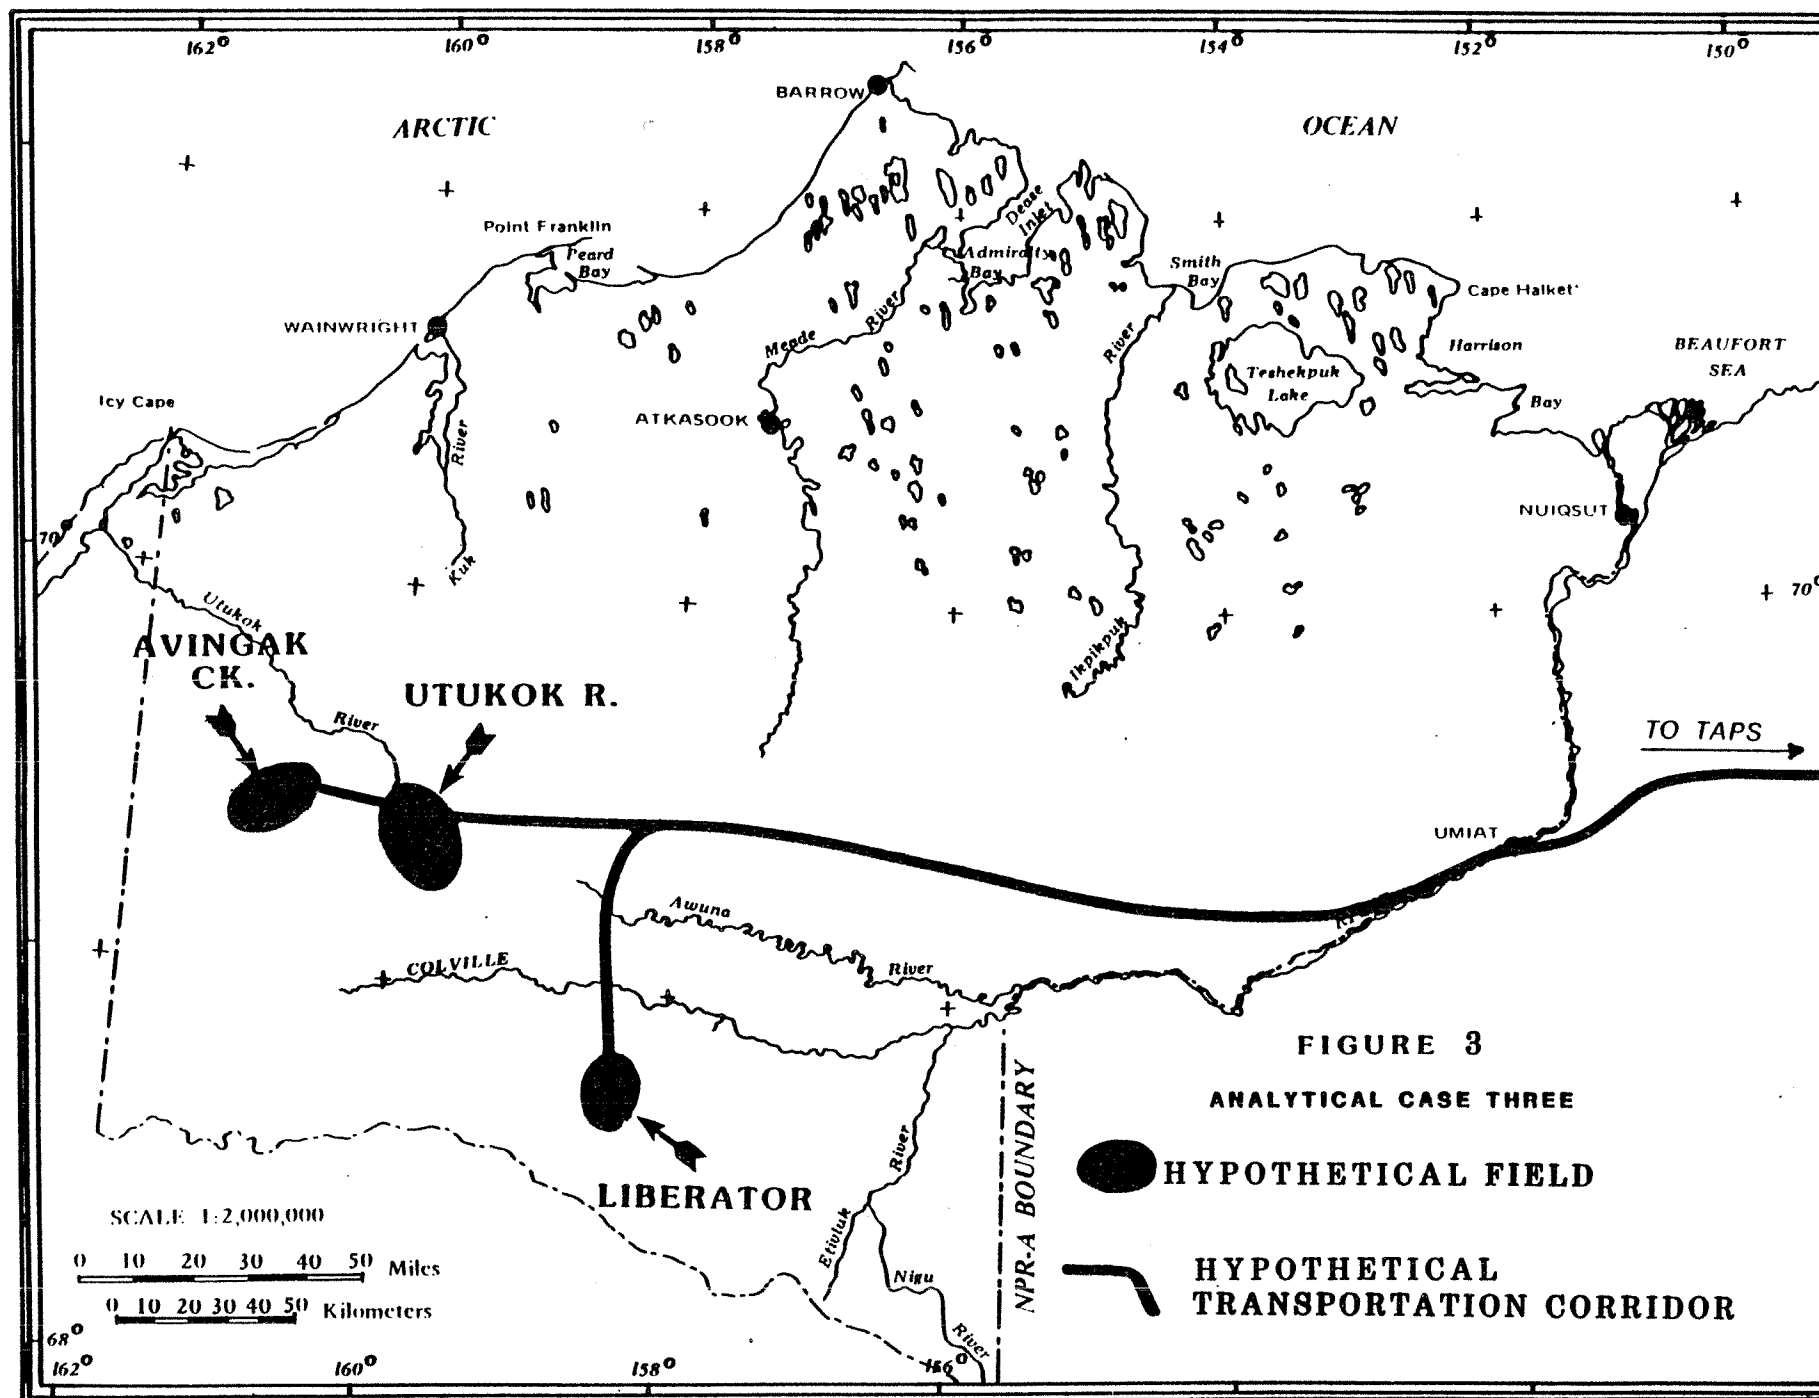 162° 160° 158° 156° 154° 152° 150°
BARROW
ARCTIC
OCEAN
Dease
Inlet
Point Franklin
Peard
Bay
Admiralty
Bay
Smith
Bay
Cape Halket
WAINWRIGHT
River
Meade
River
Harrison
BEAUFORT
SEA
Teshekpuk
Lake
Icy Cape
Bay
ATKASOOK
River
NUIQSUT
70
Kuk
70°
Utukok
AVINGAK
CK.
Ikpikpuk
UTUKOK R.
River
TO TAPS
UMIAT
Awuna
River
COLVILLE
FIGURE 3
ANALYTICAL CASE THREE
NPR-A BOUNDARY
River
HYPOTHETICAL FIELD
LIBERATOR
SCALE 1:2,000,000
Etivluk
0 10 20 30 40 50 Miles
Nigu
HYPOTHETICAL
TRANSPORTATION CORRIDOR
0 10 20 30 40 50 Kilometers
River
68°
162° 160° 158° 156°